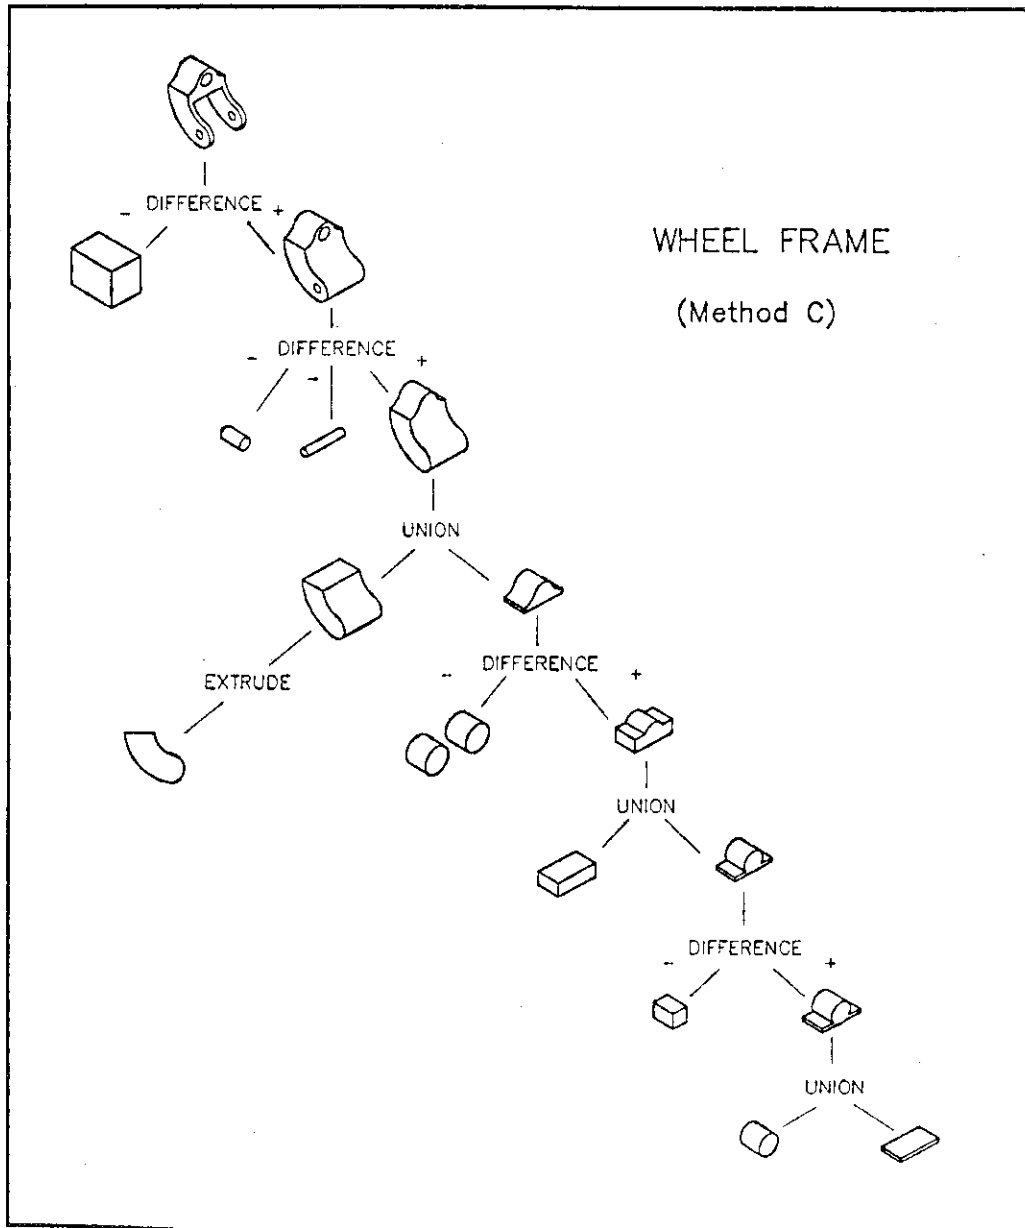 - DIFFERENCE +
WHEEL FRAME
(Method C)
- DIFFERENCE +
-
UNION
EXTRUDE
- DIFFERENCE +
UNION
- DIFFERENCE +
UNION